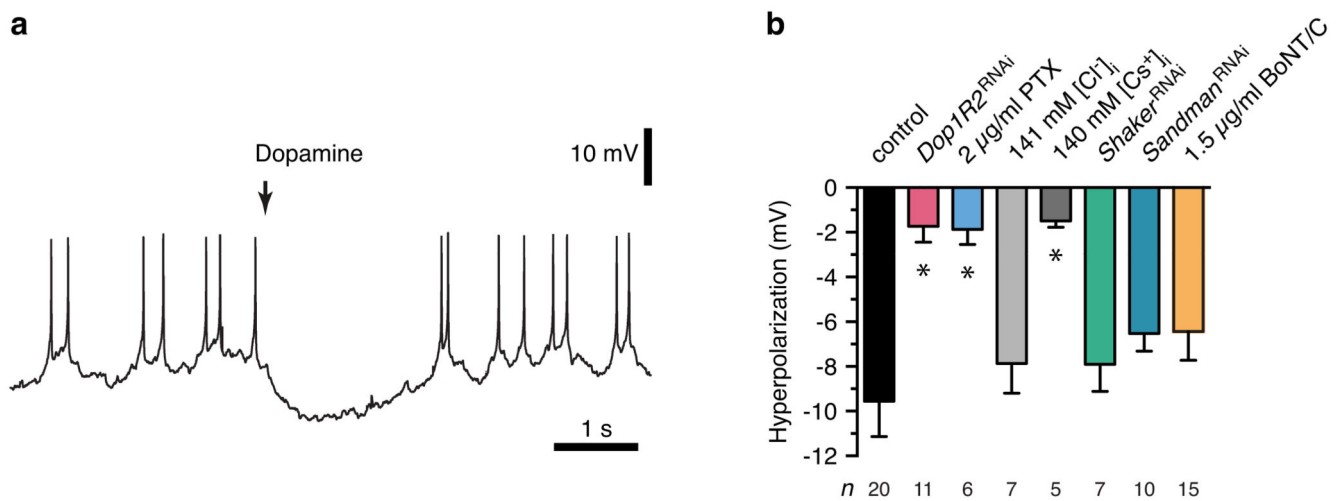 a
Dopamine
10 mV
1 s
b
control
Dop1R2RNAi
2 µg/ml PTX
141 mM [Cl-]i
140 mM [Cs+]i
ShakerRNAi
SandmanRNAi
1.5 µg/ml BoNT/C
Hyperpolarization (mV)
0
-2
-4
-6
-8
-10
-12
* * *
n 20 11 6 7 5 7 10 15